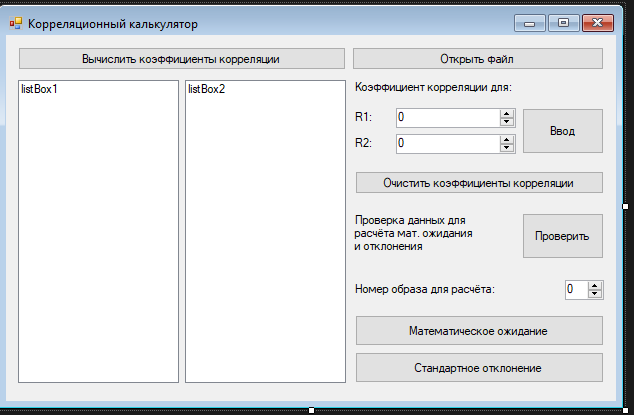 Корреляционный калькулятор
Вычислить коэффициенты корреляции
Открыть файл
listBox1
listBox2
Коэффициент корреляции для:
R1:
0
Ввод
R2:
0
Очистить коэффициенты корреляции
Проверка данных для
расчёта мат. ожидания
и отклонения
Проверить
Номер образа для расчёта:
0
Математическое ожидание
Стандартное отклонение